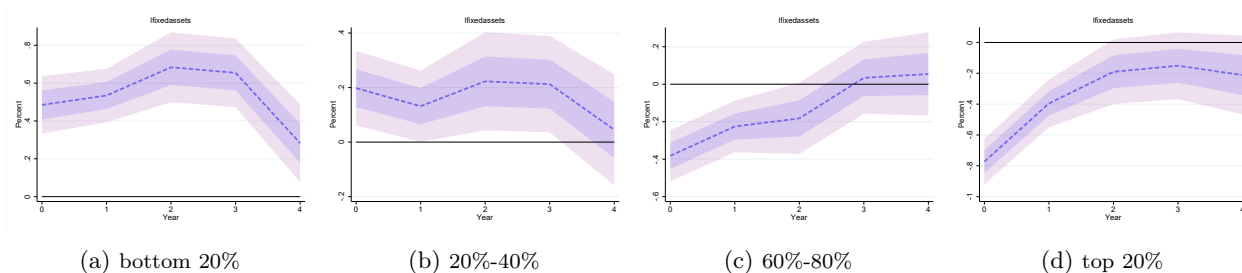 lfixedassets
Percent
.8
.6
.4
.2
0
0 1 2 3 4
Year
(a) bottom 20%
lfixedassets
Percent
.4
.2
0
-.2
0 1 2 3 4
Year
(b) 20%-40%
lfixedassets
Percent
.2
0
-.2
-.4
-.6
0 1 2 3 4
Year
(c) 60%-80%
lfixedassets
Percent
0
-.2
-.4
-.6
-.8
-1
0 1 2 3 4
Year
(d) top 20%